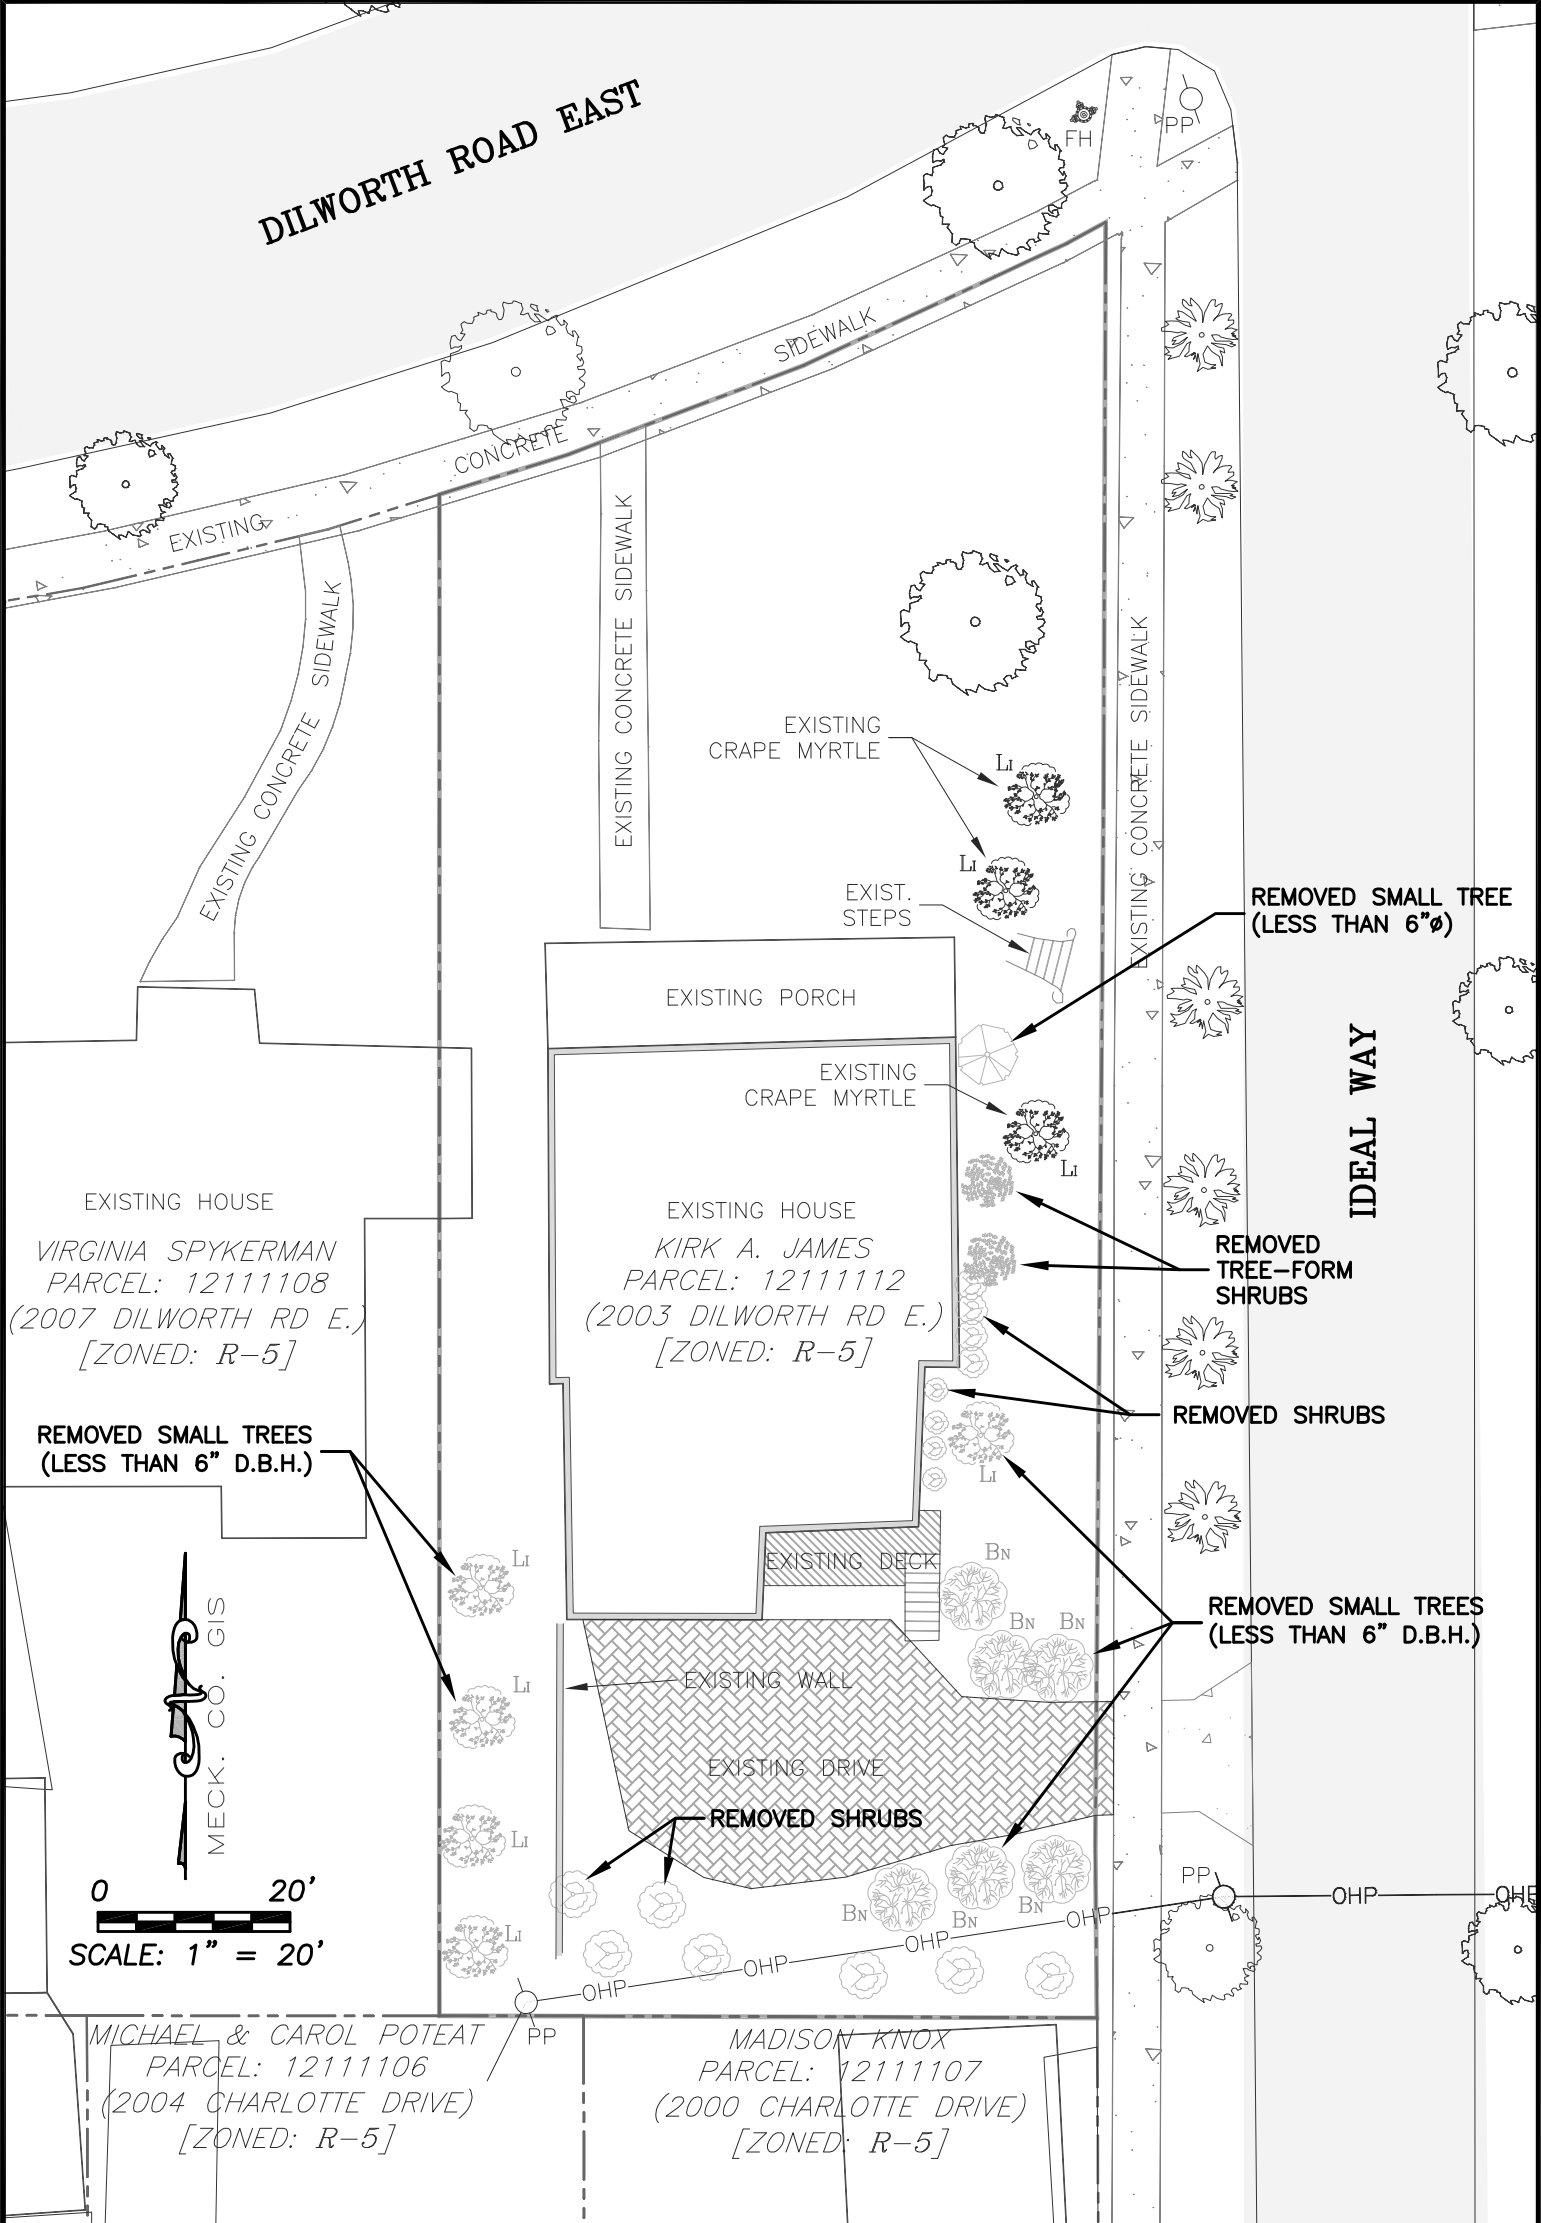 DILWORTH ROAD EAST
FH
PP
SIDEWALK
CONCRETE
EXISTING
EXISTING CONCRETE SIDEWALK
EXISTING CONCRETE SIDEWALK
EXISTING CONCRETE SIDEWALK
EXISTING
CRAPE MYRTLE
LI
LI
EXIST.
STEPS
REMOVED SMALL TREE
(LESS THAN 6"ø)
EXISTING PORCH
IDEAL WAY
EXISTING
CRAPE MYRTLE
LI
EXISTING HOUSE
VIRGINIA SPYKERMAN
PARCEL: 12111108
(2007 DILWORTH RD E.)
[ZONED: R-5]
EXISTING HOUSE
KIRK A. JAMES
PARCEL: 12111112
(2003 DILWORTH RD E.)
[ZONED: R-5]
REMOVED
TREE-FORM
SHRUBS
REMOVED SHRUBS
REMOVED SMALL TREES
(LESS THAN 6" D.B.H.)
LI
LI
EXISTING DECK
BN
BN
BN
REMOVED SMALL TREES
(LESS THAN 6" D.B.H.)
MECK. CO. GIS
LI
EXISTING WALL
EXISTING DRIVE
REMOVED SHRUBS
LI
LI
BN
BN
BN
PP
OHP
OHP
OHP
OHP
OHP
OHP
0 20'
SCALE: 1" = 20'
PP
MICHAEL & CAROL POTEAT
PARCEL: 12111106
(2004 CHARLOTTE DRIVE)
[ZONED: R-5]
MADISON KNOX
PARCEL: 12111107
(2000 CHARLOTTE DRIVE)
[ZONED: R-5]